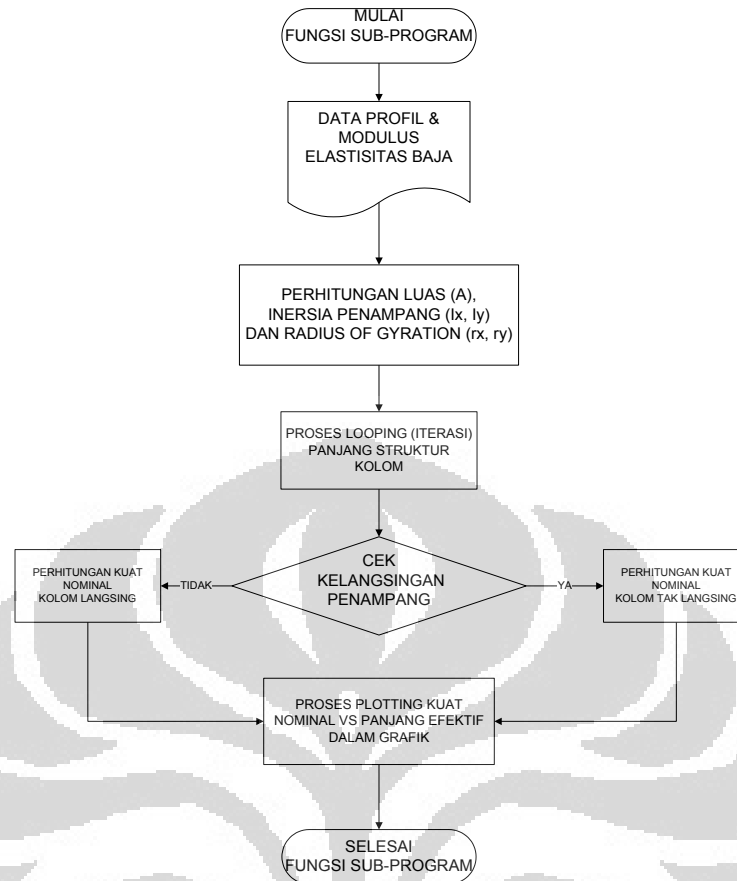 MULAI
FUNGSI SUB-PROGRAM
DATA PROFIL &
MODULUS
ELASTISITAS BAJA
PERHITUNGAN LUAS (A),
INERSIA PENAMPANG (Ix, Iy)
DAN RADIUS OF GYRATION (rx, ry)
PROSES LOOPING (ITERASI)
PANJANG STRUKTUR
KOLOM
CEK
KELANGSINGAN
PENAMPANG
TIDAK
YA
PERHITUNGAN KUAT
NOMINAL
KOLOM LANGSING
PERHITUNGAN KUAT
NOMINAL
KOLOM TAK LANGSING
PROSES PLOTTING KUAT
NOMINAL VS PANJANG EFEKTIF
DALAM GRAFIK
SELESAI
FUNGSI SUB-PROGRAM